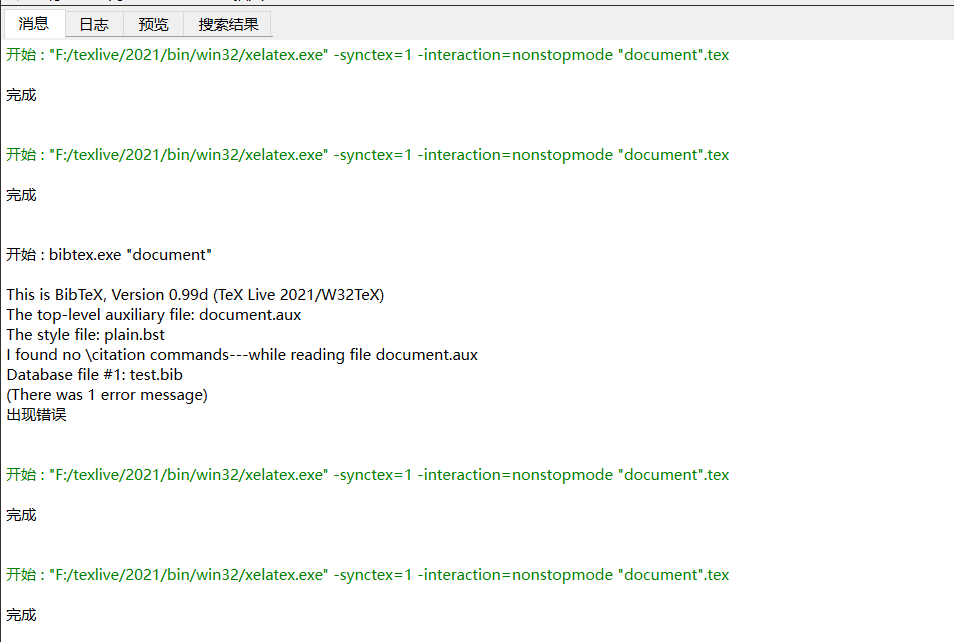 消息 日志 预览 搜索结果
开始 : "F:/texlive/2021/bin/win32/xelatex.exe" -synctex=1 -interaction=nonstopmode "document".tex
完成
开始 : "F:/texlive/2021/bin/win32/xelatex.exe" -synctex=1 -interaction=nonstopmode "document".tex
完成
开始 : bibtex.exe "document"
This is BibTeX, Version 0.99d (TeX Live 2021/W32TeX)
The top-level auxiliary file: document.aux
The style file: plain.bst
I found no \citation commands---while reading file document.aux
Database file #1: test.bib
(There was 1 error message)
出现错误
开始 : "F:/texlive/2021/bin/win32/xelatex.exe" -synctex=1 -interaction=nonstopmode "document".tex
完成
开始 : "F:/texlive/2021/bin/win32/xelatex.exe" -synctex=1 -interaction=nonstopmode "document".tex
完成